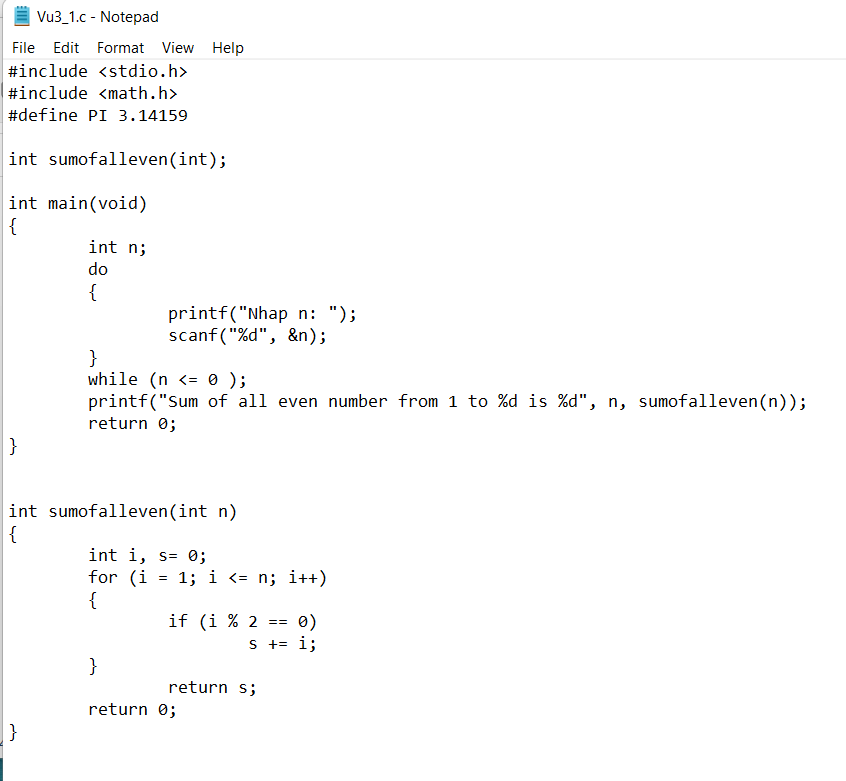 Vu3_1.c - Notepad
File Edit Format View Help
#include <stdio.h>
#include <math.h>
#define PI 3.14159
int sumofalleven(int);
int main(void)
{
int n;
do
{
printf("Nhap n: ");
scanf("%d", &n);
}
while (n <= 0 );
printf("Sum of all even number from 1 to %d is %d", n, sumofalleven(n));
return 0;
}
int sumofalleven(int n)
{
int i, s= 0;
for (i = 1; i <= n; i++)
{
if (i % 2 == 0)
s += i;
}
return s;
return 0;
}